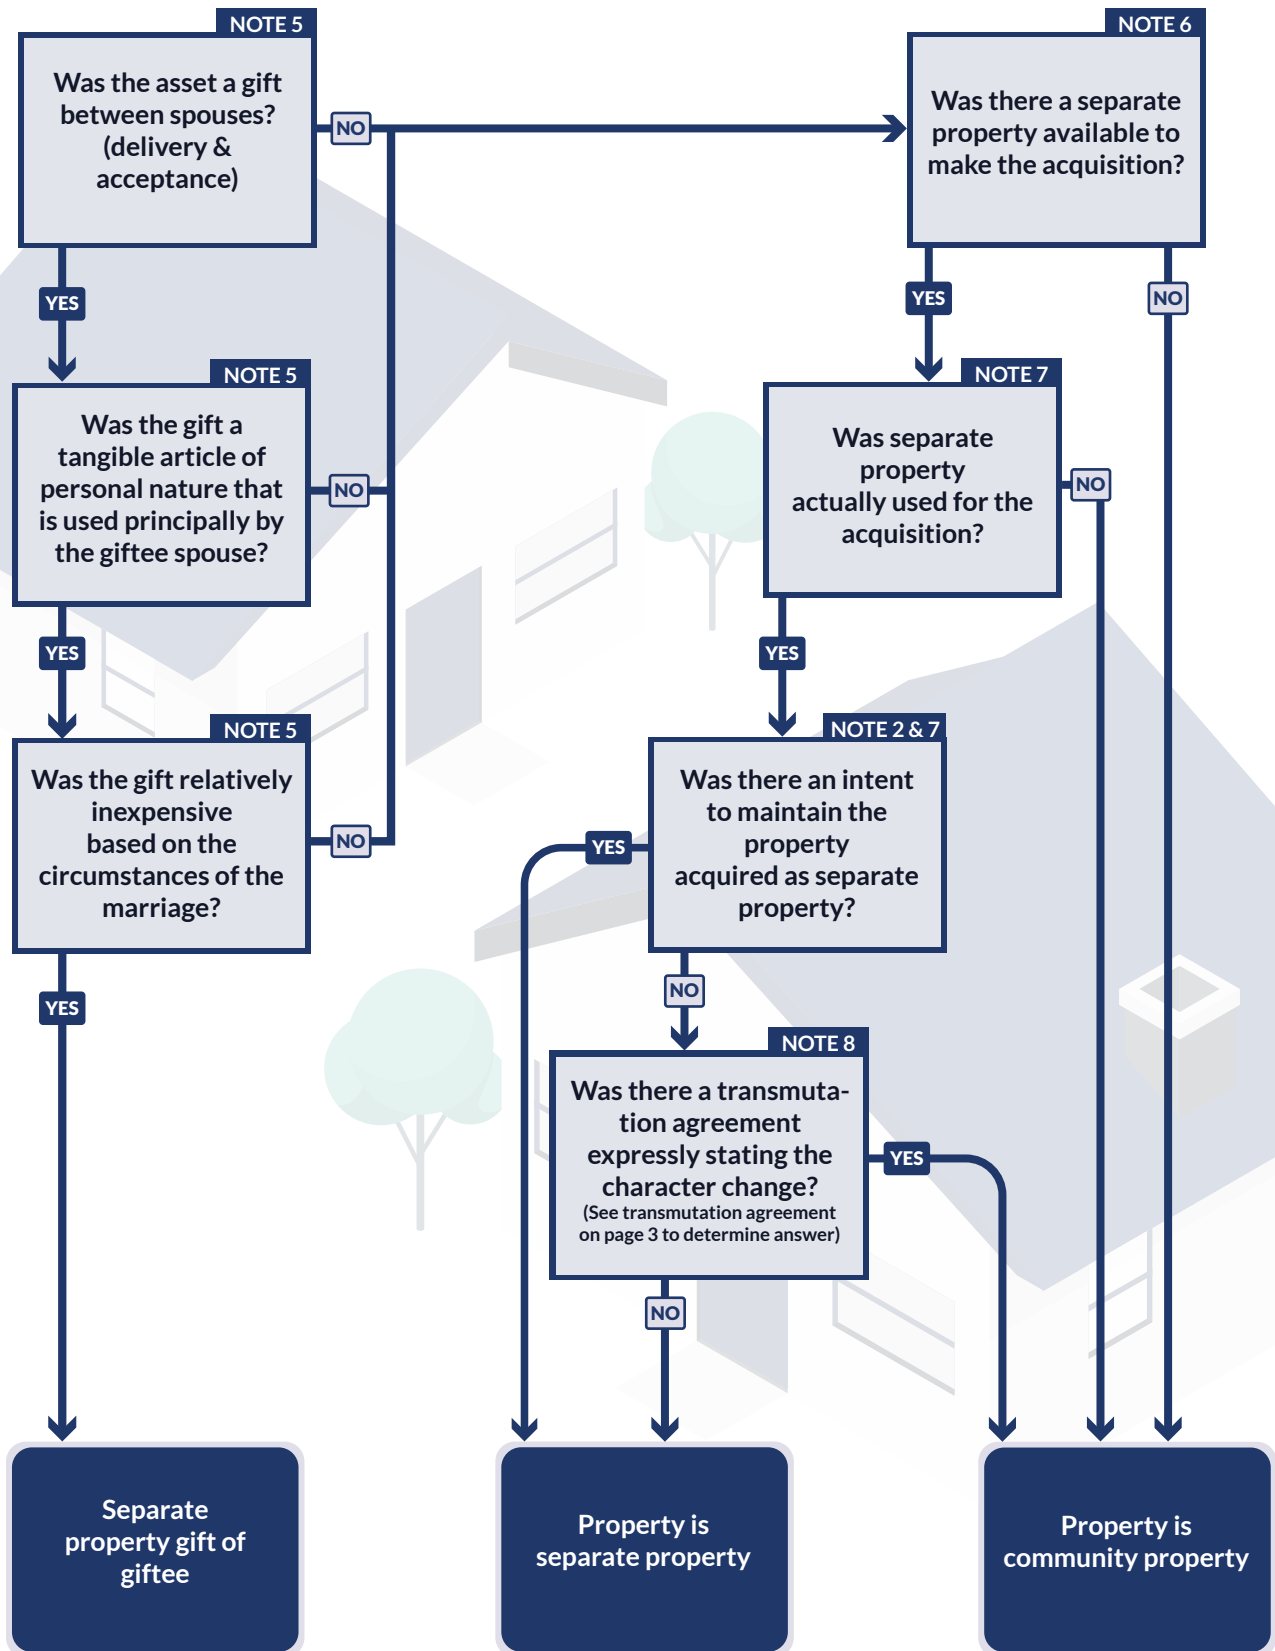 NOTE 5
Was the asset a gift
between spouses?
(delivery &
acceptance)
NO
YES
NOTE 6
Was there a separate
property available to
make the acquisition?
YES
NO
NOTE 5
Was the gift a
tangible article of
personal nature that
is used principally by
the giftee spouse?
NO
YES
NOTE 7
Was separate
property
actually used for the
acquisition?
NO
YES
NOTE 5
Was the gift relatively
inexpensive
based on the
circumstances of the
marriage?
NO
YES
NOTE 2 & 7
Was there an intent
to maintain the
property
acquired as separate
property?
YES
NO
NOTE 8
Was there a transmuta-
tion agreement
expressly stating the
character change?
(See transmutation agreement
on page 3 to determine answer)
YES
NO
Separate
property gift of
giftee
Property is
separate property
Property is
community property